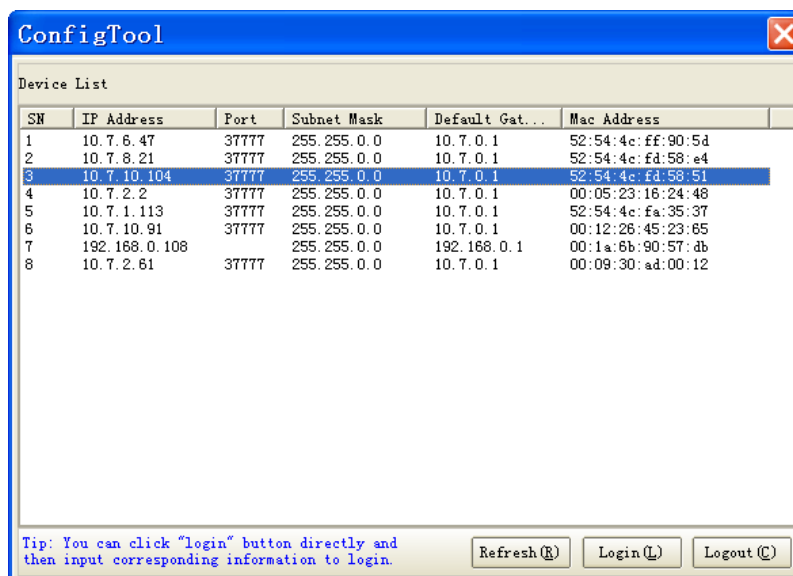 ConfigTool
Device List
SN IP Address Port Subnet Mask Default Gat... Mac Address
1 10.7.6.47 37777 255.255.0.0 10.7.0.1 52:54:4c:ff:90:5d
2 10.7.8.21 37777 255.255.0.0 10.7.0.1 52:54:4c:fd:58:e4
3 10.7.10.104 37777 255.255.0.0 10.7.0.1 52:54:4c:fd:58:51
4 10.7.2.2 37777 255.255.0.0 10.7.0.1 00:05:23:16:24:48
5 10.7.1.113 37777 255.255.0.0 10.7.0.1 52:54:4c:fa:35:37
6 10.7.10.91 37777 255.255.0.0 10.7.0.1 00:12:26:45:23:65
7 192.168.0.108 255.255.0.0 192.168.0.1 00:1a:6b:90:57:db
8 10.7.2.61 37777 255.255.0.0 10.7.0.1 00:09:30:ad:00:12
Tip: You can click "login" button directly and
then input corresponding information to login.
Refresh(R) Login(L) Logout(C)